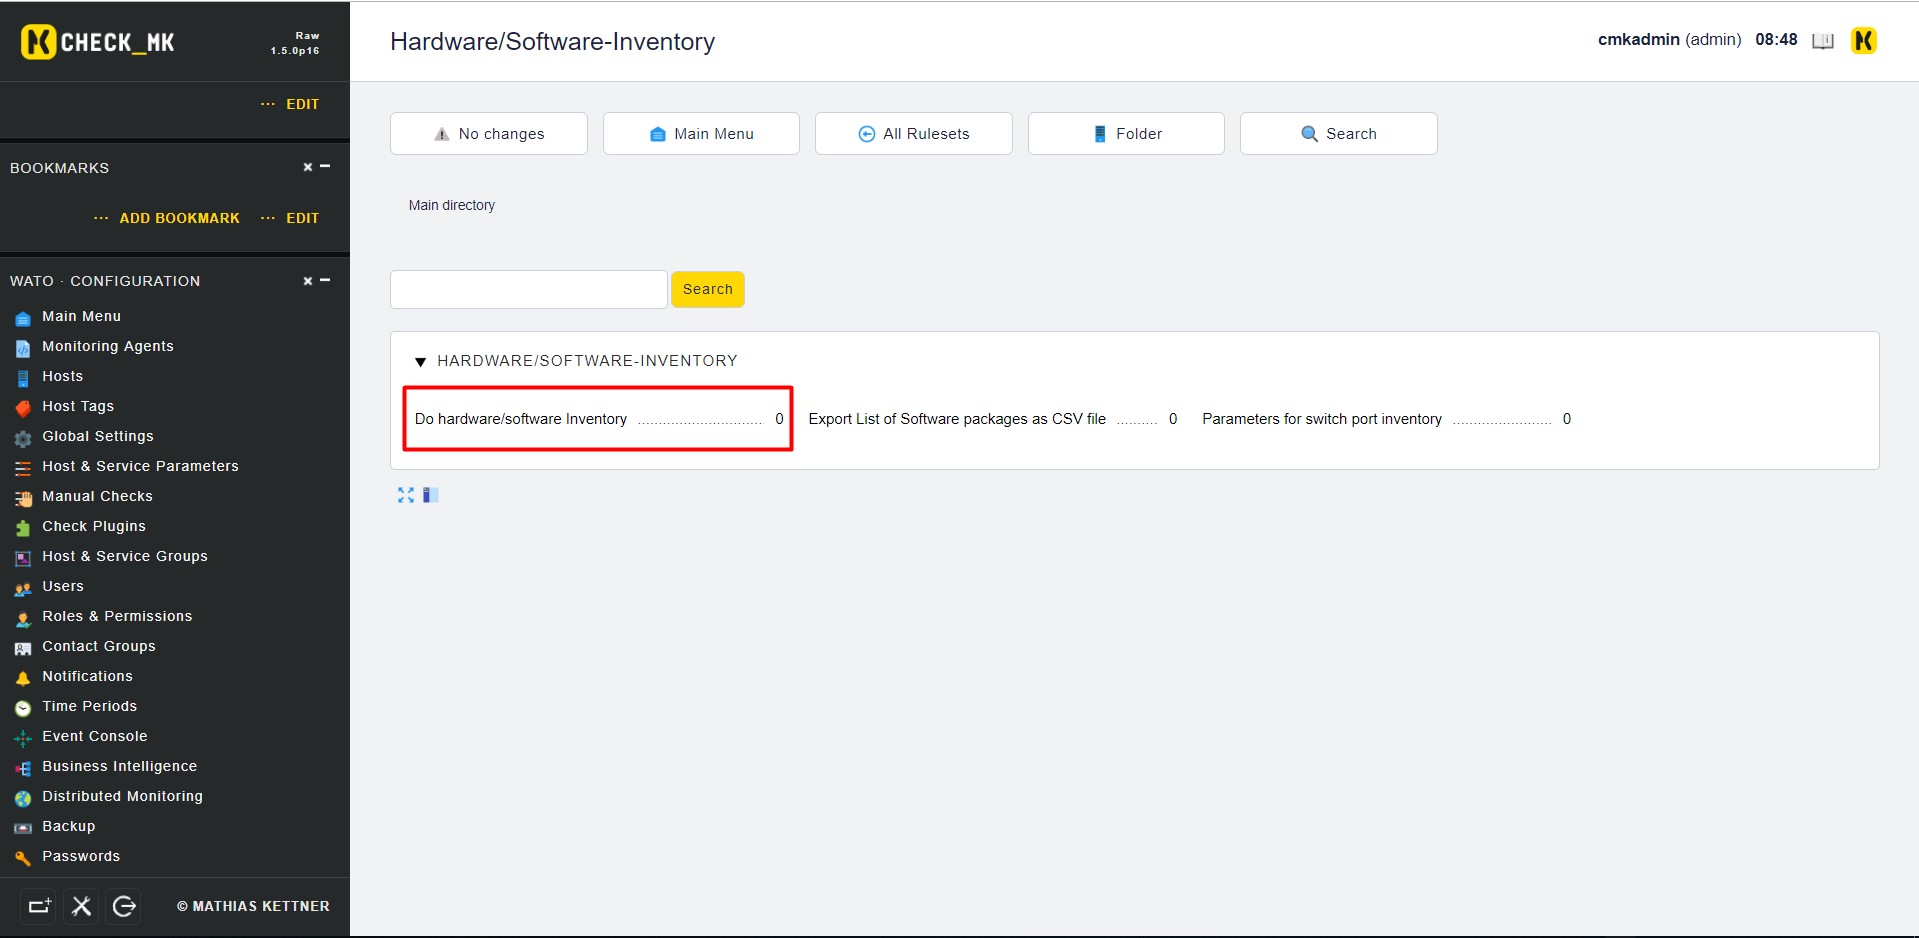 CHECK_MK
Raw
1.5.0p16
Hardware/Software-Inventory
cmkadmin (admin) 08:48
··· EDIT
BOOKMARKS
··· ADD BOOKMARK ··· EDIT
WATO · CONFIGURATION
Main Menu
Monitoring Agents
Hosts
Host Tags
Global Settings
Host & Service Parameters
Manual Checks
Check Plugins
Host & Service Groups
Users
Roles & Permissions
Contact Groups
Notifications
Time Periods
Event Console
Business Intelligence
Distributed Monitoring
Backup
Passwords
© MATHIAS KETTNER
No changes
Main Menu
All Rulesets
Folder
Search
Main directory
Search
HARDWARE/SOFTWARE-INVENTORY
Do hardware/software Inventory .............................. 0
Export List of Software packages as CSV file .......... 0
Parameters for switch port inventory ........................ 0